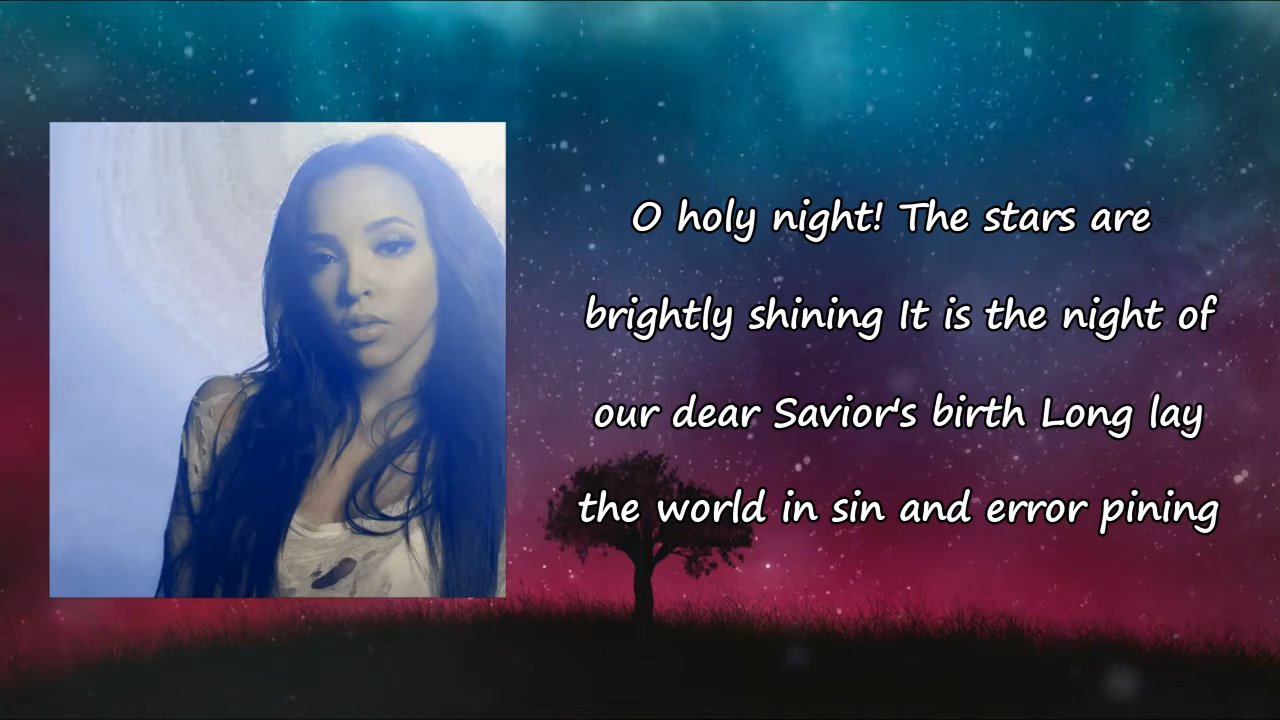 O holy night! The stars are
brightly shining It is the night of
our dear Savior's birth Long lay
the world in sin and error pining